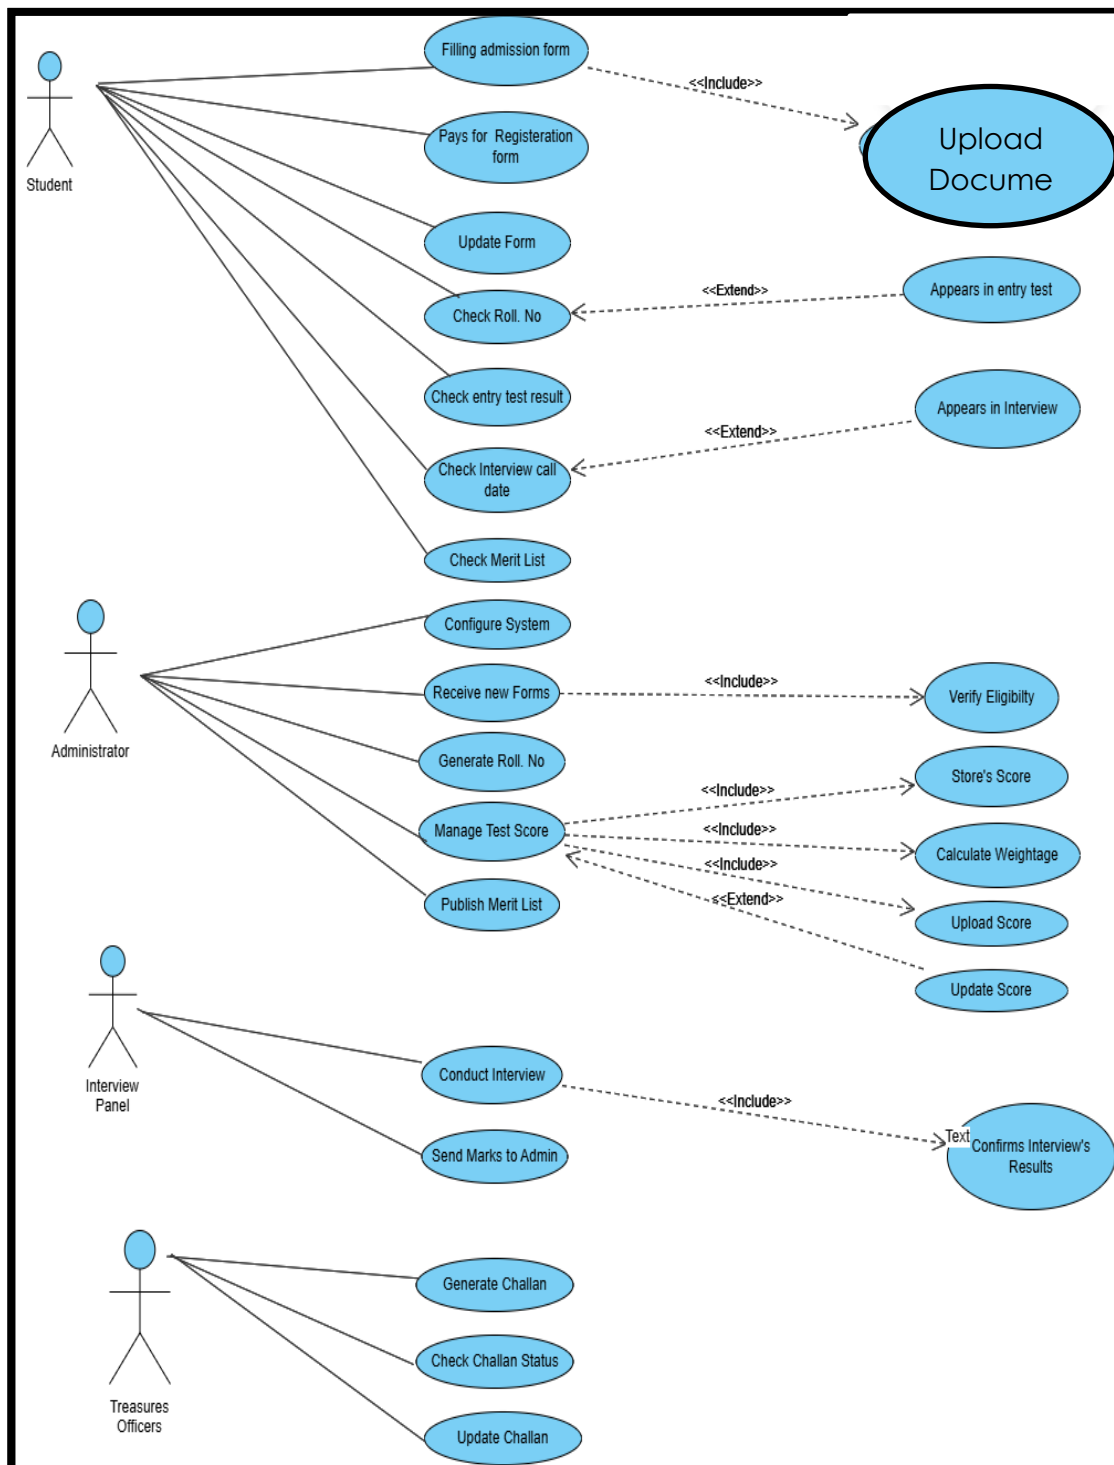 Filling admission form
<<Include>>
Upload
Docume
Student
Pays for Registeration
form
Update Form
<<Extend>>
Appears in entry test
Check Roll. No
Check entry test result
Appears in Interview
<<Extend>>
Check Interview call
date
Check Merit List
Administrator
Configure System
Receive new Forms
<<Include>>
Verify Eligibilty
Generate Roll. No
Store's Score
<<Include>>
Manage Test Score
<<Include>>
Calculate Weightage
<<Include>>
Publish Merit List
<<Extend>>
Upload Score
Update Score
Interview
Panel
Conduct Interview
<<Include>>
Text
Confirms Interview's
Results
Send Marks to Admin
Generate Challan
Check Challan Status
Treasures
Officers
Update Challan